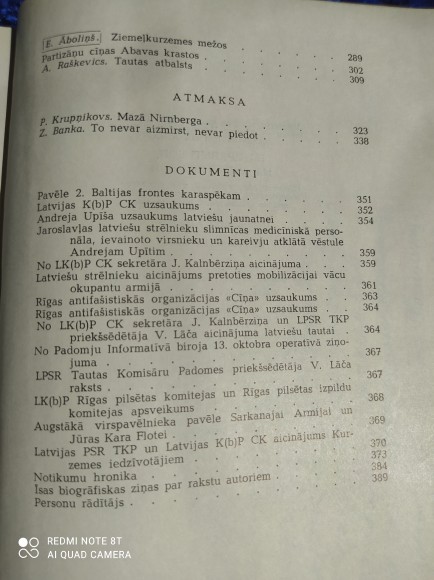 E. Āboliņš. Ziemeļkurzemes mežos . . . . . . 289
Partizānu cīņas Abavas krastos . . . . . . 302
A. Raškevics. Tautas atbalsts . . . . . . 309
ATMAKSA
P. Krupņikovs. Mazā Nirnberga . . . . . . 323
Z. Banka. To nevar aizmirst, nevar piedot . . . . 338
DOKUMENTI
Pavēle 2. Baltijas frontes karaspēkam . . . . . 351
Latvijas K(b)P CK uzsaukums . . . . . . 352
Andreja Upīša uzsaukums latviešu jaunatnei . . . 354
Jaroslavļas latviešu strēlnieku slimnīcas medicīniskā perso-
nāla, ievainoto virsnieku un kareivju atklātā vēstule
Andrejam Upītim . . . . . . 359
No LK(b)P CK sekretāra J. Kalnbērziņa aicinājuma . . 359
Latviešu strēlnieku aicinājums pretoties mobilizācijai vācu
okupantu armijā . . . . . . 361
Rīgas antifašistiskās organizācijas «Cīņa» uzsaukums . . 363
Rīgas antifašistiskās organizācijas «Cīņa» uzsaukums . . 364
No LK(b)P CK sekretāra J. Kalnbērziņa un LPSR TKP
priekšsēdētāja V. Lāča aicinājuma latviešu tautai . . 364
No Padomju Informatīvā biroja 13. oktobra operatīvā ziņo-
juma . . . . . . 367
LPSR Tautas Komisāru Padomes priekšsēdētāja V. Lāča
raksts . . . . . . 367
LK(b)P Rīgas pilsētas komitejas un Rīgas pilsētas izpildu
komitejas apsveikums . . . . . . 368
Augstākā virspavēlnieka pavēle Sarkanajai Armijai un
Jūras Kara Flotei . . . . . . 369
Latvijas PSR TKP un Latvijas K(b)P CK aicinājums Kur-
zemes iedzīvotājiem . . . . . . 370
Notikumu hronika . . . . . . 373
Īsas biogrāfiskas ziņas par rakstu autoriem . . . . 384
Personu rādītājs . . . . . . 389
REDMI NOTE 8T
AI QUAD CAMERA